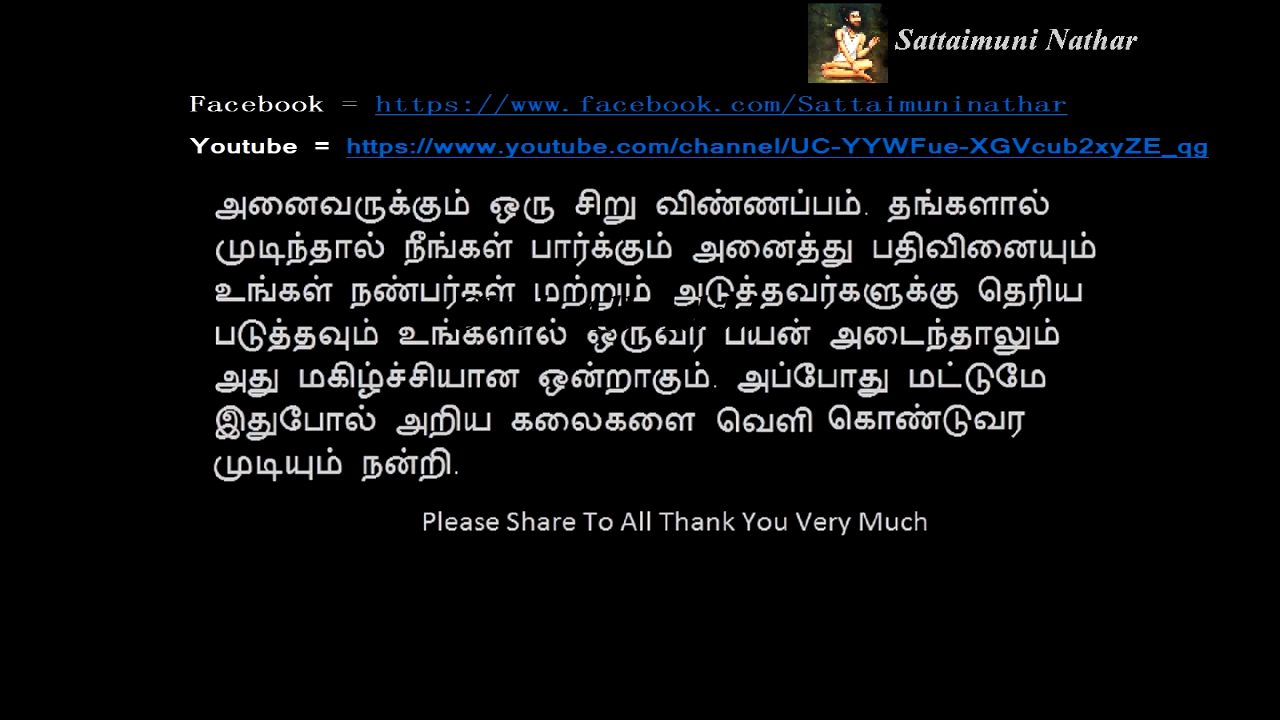 Sattaimuni Nathar
Facebook = https://www.facebook.com/Sattaimuninathar
Youtube = https://www.youtube.com/channel/UC-YYWFue-XGVcub2xyZE_qg
அனைவருக்கும் ஒரு சிறு விண்ணப்பம். தங்களால்
முடிந்தால் நீங்கள் பார்க்கும் அனைத்து பதிவினையும்
உங்கள் நண்பர்கள் மற்றும் அடுத்தவர்களுக்கு தெரிய
படுத்தவும் உங்களால் ஒருவர் பயன் அடைந்தாலும்
அது மகிழ்ச்சியான ஒன்றாகும். அப்போது மட்டுமே
இதுபோல் அறிய கலைகளை வெளி கொண்டுவர
முடியும் நன்றி.
Please Share To All Thank You Very Much